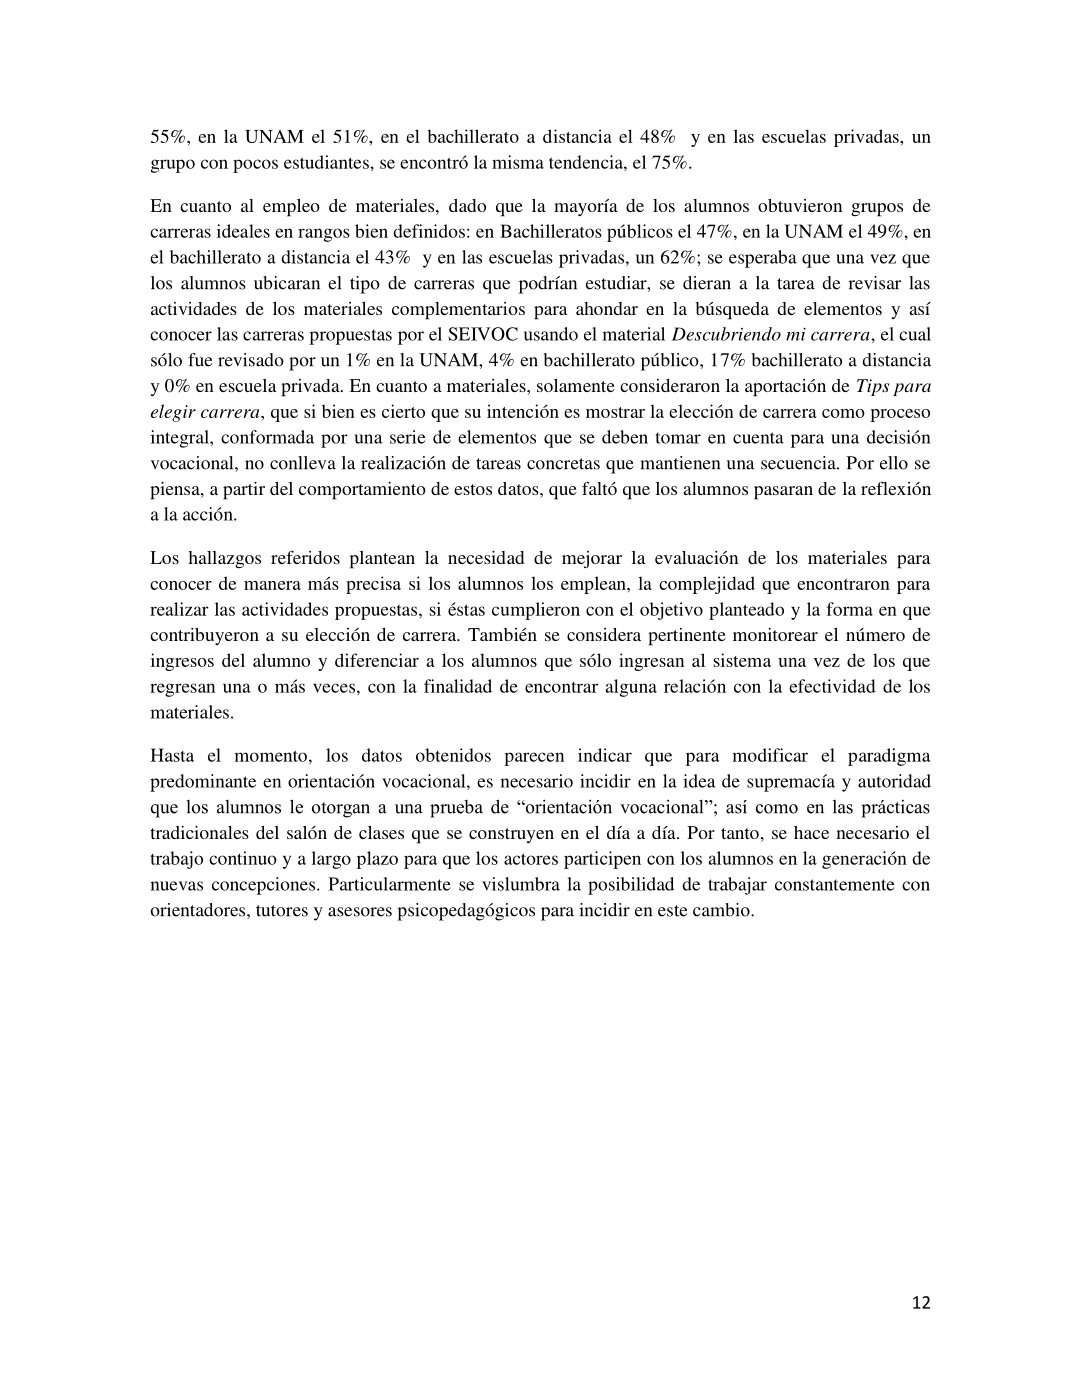 55%, en la UNAM el 51%, en el bachillerato a distancia el 48%  y en las escuelas privadas, un
grupo con pocos estudiantes, se encontró la misma tendencia, el 75%.
En cuanto al empleo de materiales, dado que la mayoría de los alumnos obtuvieron grupos de
carreras ideales en rangos bien definidos: en Bachilleratos públicos el 47%, en la UNAM el 49%, en
el bachillerato a distancia el 43%  y en las escuelas privadas, un 62%; se esperaba que una vez que
los alumnos ubicaran el tipo de carreras que podrían estudiar, se dieran a la tarea de revisar las
actividades de los materiales complementarios para ahondar en la búsqueda de elementos y así
conocer las carreras propuestas por el SEIVOC usando el material Descubriendo mi carrera, el cual
sólo fue revisado por un 1% en la UNAM, 4% en bachillerato público, 17% bachillerato a distancia
y 0% en escuela privada. En cuanto a materiales, solamente consideraron la aportación de Tips para
elegir carrera, que si bien es cierto que su intención es mostrar la elección de carrera como proceso
integral, conformada por una serie de elementos que se deben tomar en cuenta para una decisión
vocacional, no conlleva la realización de tareas concretas que mantienen una secuencia. Por ello se
piensa, a partir del comportamiento de estos datos, que faltó que los alumnos pasaran de la reflexión
a la acción.
Los hallazgos referidos plantean la necesidad de mejorar la evaluación de los materiales para
conocer de manera más precisa si los alumnos los emplean, la complejidad que encontraron para
realizar las actividades propuestas, si éstas cumplieron con el objetivo planteado y la forma en que
contribuyeron a su elección de carrera. También se considera pertinente monitorear el número de
ingresos del alumno y diferenciar a los alumnos que sólo ingresan al sistema una vez de los que
regresan una o más veces, con la finalidad de encontrar alguna relación con la efectividad de los
materiales.
Hasta el momento, los datos obtenidos parecen indicar que para modificar el paradigma
predominante en orientación vocacional, es necesario incidir en la idea de supremacía y autoridad
que los alumnos le otorgan a una prueba de “orientación vocacional”; así como en las prácticas
tradicionales del salón de clases que se construyen en el día a día. Por tanto, se hace necesario el
trabajo continuo y a largo plazo para que los actores participen con los alumnos en la generación de
nuevas concepciones. Particularmente se vislumbra la posibilidad de trabajar constantemente con
orientadores, tutores y asesores psicopedagógicos para incidir en este cambio.
12